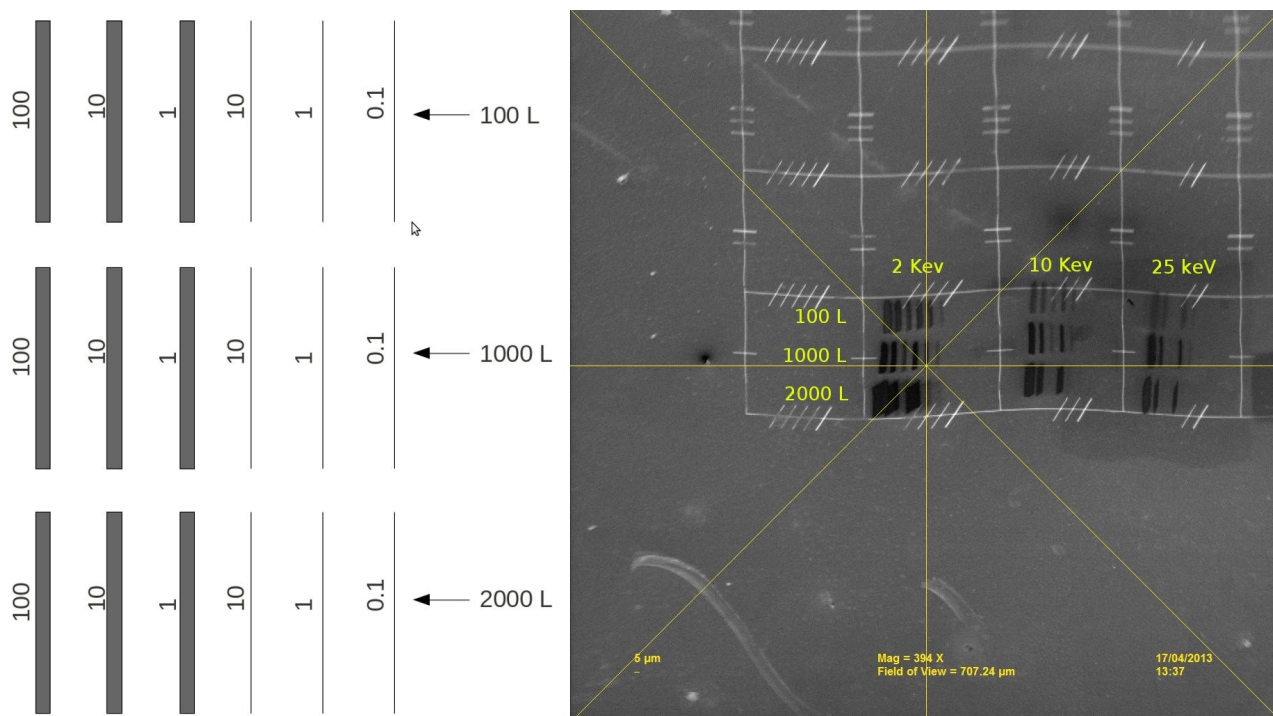 100 10 1 10 1 0.1 100 L
100 10 1 10 1 0.1 1000 L
100 10 1 10 1 0.1 2000 L
2 Kev 10 Kev 25 keV
100 L
1000 L
2000 L
5 µm Mag = 394 X 17/04/2013
Field of View = 707.24 µm 13:37